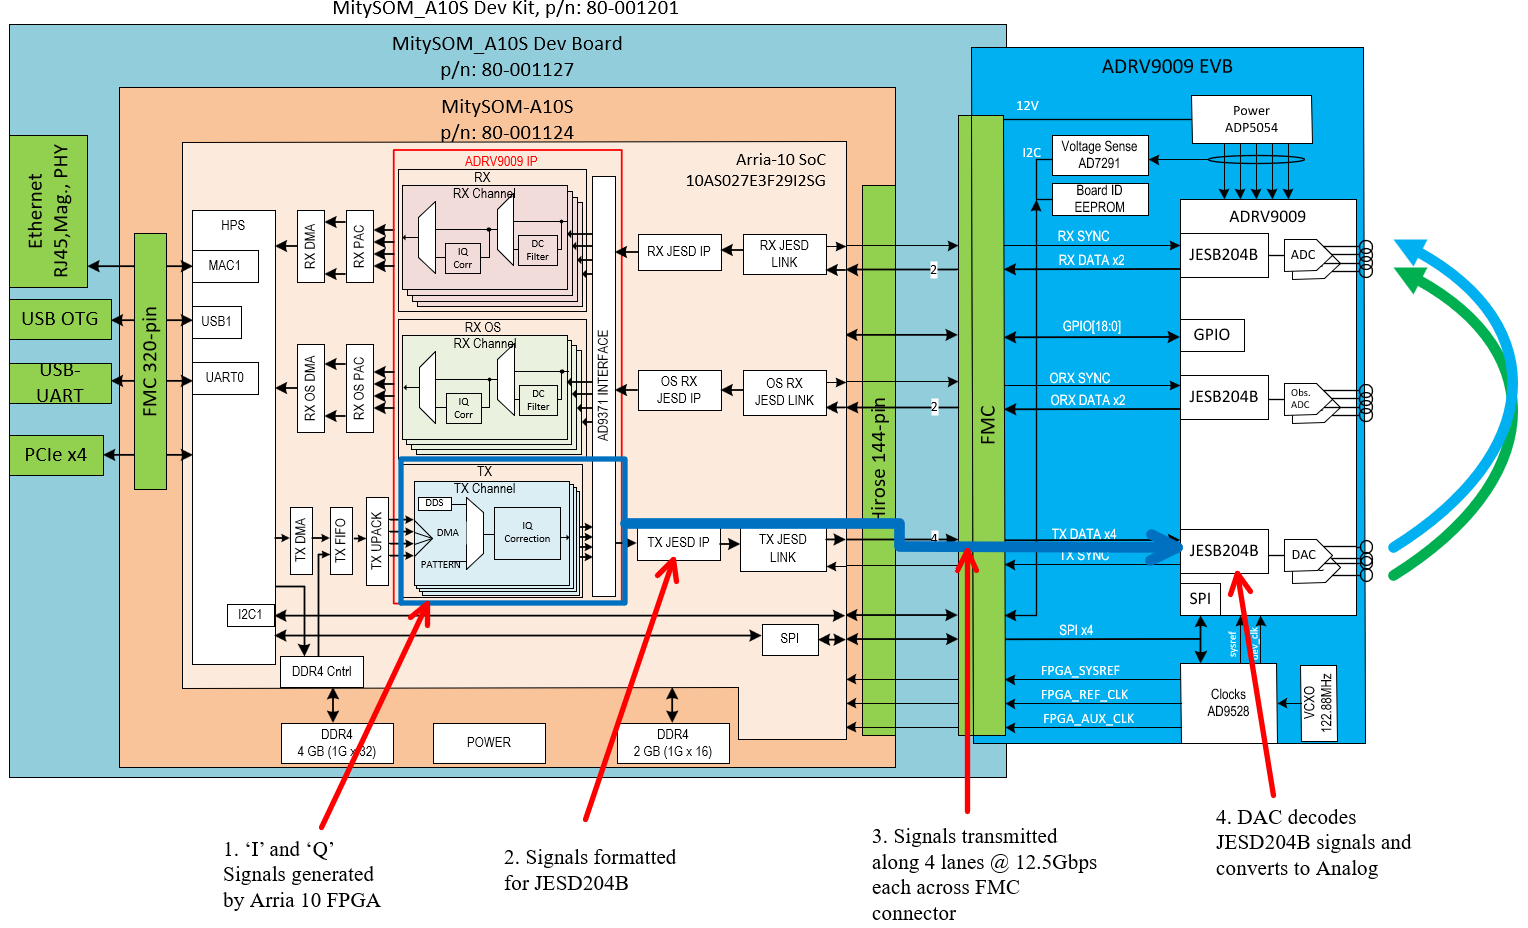 MitySOM_A10S Dev Kit, p/n: 80-001201
MitySOM_A10S Dev Board
p/n: 80-001127
MitySOM-A10S
p/n: 80-001124
Arria-10 SoC
10AS027E3F29I2SG
Ethernet
RJ45,Mag., PHY
USB OTG
USB-
UART
PCIe x4
FMC 320-pin
HPS
MAC1
USB1
UART0
I2C1
RX DMA
RX PAC
RX OS DMA
RX OS PAC
TX DMA
TX FIFO
TX UPACK
ADRV9009 IP
RX
RX Channel
IQ
Corr
DC
Filter
RX OS
RX Channel
IQ
Corr
DC
Filter
TX
TX Channel
DDS
DMA
PATTERN
IQ
Correction
AD9371 INTERFACE
RX JESD IP
RX JESD
LINK
OS RX
JESD IP
OS RX
JESD LINK
TX JESD IP
TX JESD
LINK
SPI
DDR4 Cntrl
DDR4
4 GB (1G x 32)
POWER
DDR4
2 GB (1G x 16)
Hirose 144-pin
2
2
4
FMC
ADRV9009 EVB
12V
I2C
Power
ADP5054
Voltage Sense
AD7291
Board ID
EEPROM
ADRV9009
RX SYNC
RX DATA x2
JESB204B
ADC
GPIO[18:0]
GPIO
ORX SYNC
ORX DATA x2
JESB204B
Obs.
ADC
TX DATA x4
TX SYNC
JESB204B
DAC
SPI
SPI x4
sysref
dev_clk
FPGA_SYSREF
FPGA_REF_CLK
FPGA_AUX_CLK
Clocks
AD9528
VCXO
122.88MHz
1. ‘I’ and ‘Q’
Signals generated
by Arria 10 FPGA
2. Signals formatted
for JESD204B
3. Signals transmitted
along 4 lanes @ 12.5Gbps
each across FMC
connector
4. DAC decodes
JESD204B signals and
converts to Analog